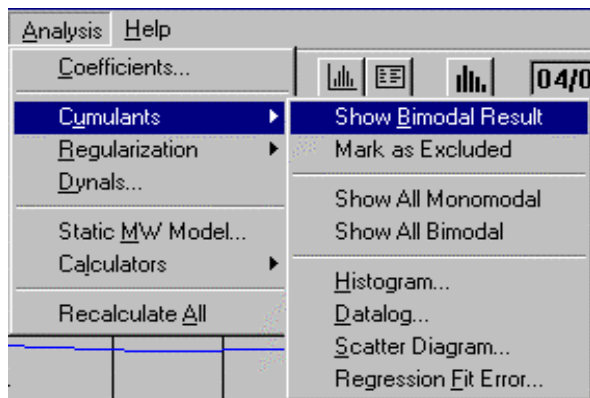 Analysis Help
Coefficients...
Cumulants
Regularization
Dynals...
Static MW Model...
Calculators
Recalculate All
04/0
Show Bimodal Result
Mark as Excluded
Show All Monomodal
Show All Bimodal
Histogram...
Datalog...
Scatter Diagram...
Regression Fit Error...